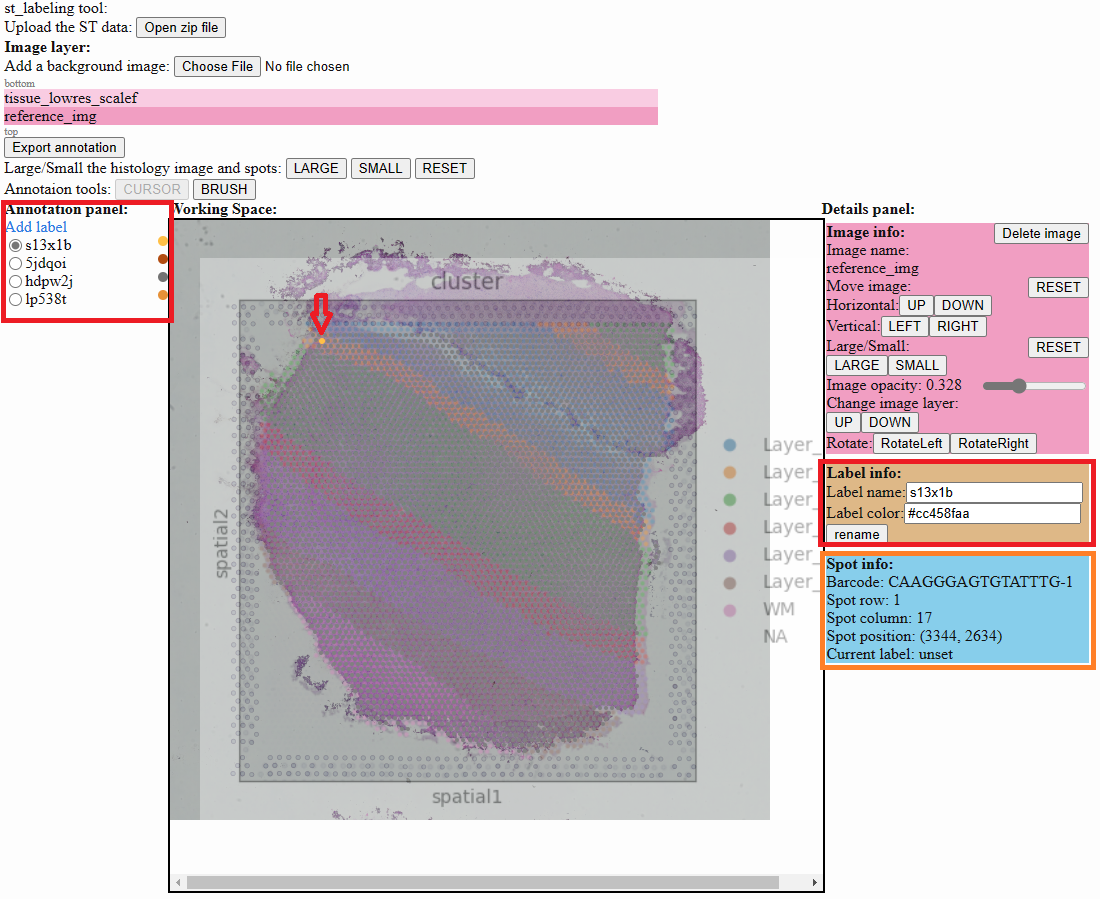 st_labeling tool:
Upload the ST data: Open zip file
Image layer:
Add a background image: Choose File No file chosen
bottom
tissue_lowres_scalef
reference_img
top
Export annotation
Large/Small the histology image and spots: LARGE SMALL RESET
Annotaion tools: CURSOR BRUSH
Annotation panel:
Add label
s13x1b
5jdqoi
hdpw2j
lp538t
Working Space:
cluster
spatial2
spatial1
Layer_
Layer_
Layer_
Layer_
Layer_
Layer_
WM
NA
Details panel:
Image info: Delete image
Image name:
reference_img
Move image: RESET
Horizontal: UP DOWN
Vertical: LEFT RIGHT
Large/Small: RESET
LARGE SMALL
Image opacity: 0.328
Change image layer:
UP DOWN
Rotate: RotateLeft RotateRight
Label info:
Label name: s13x1b
Label color: #cc458faa
rename
Spot info:
Barcode: CAAGGGAGTGTATTTG-1
Spot row: 1
Spot column: 17
Spot position: (3344, 2634)
Current label: unset